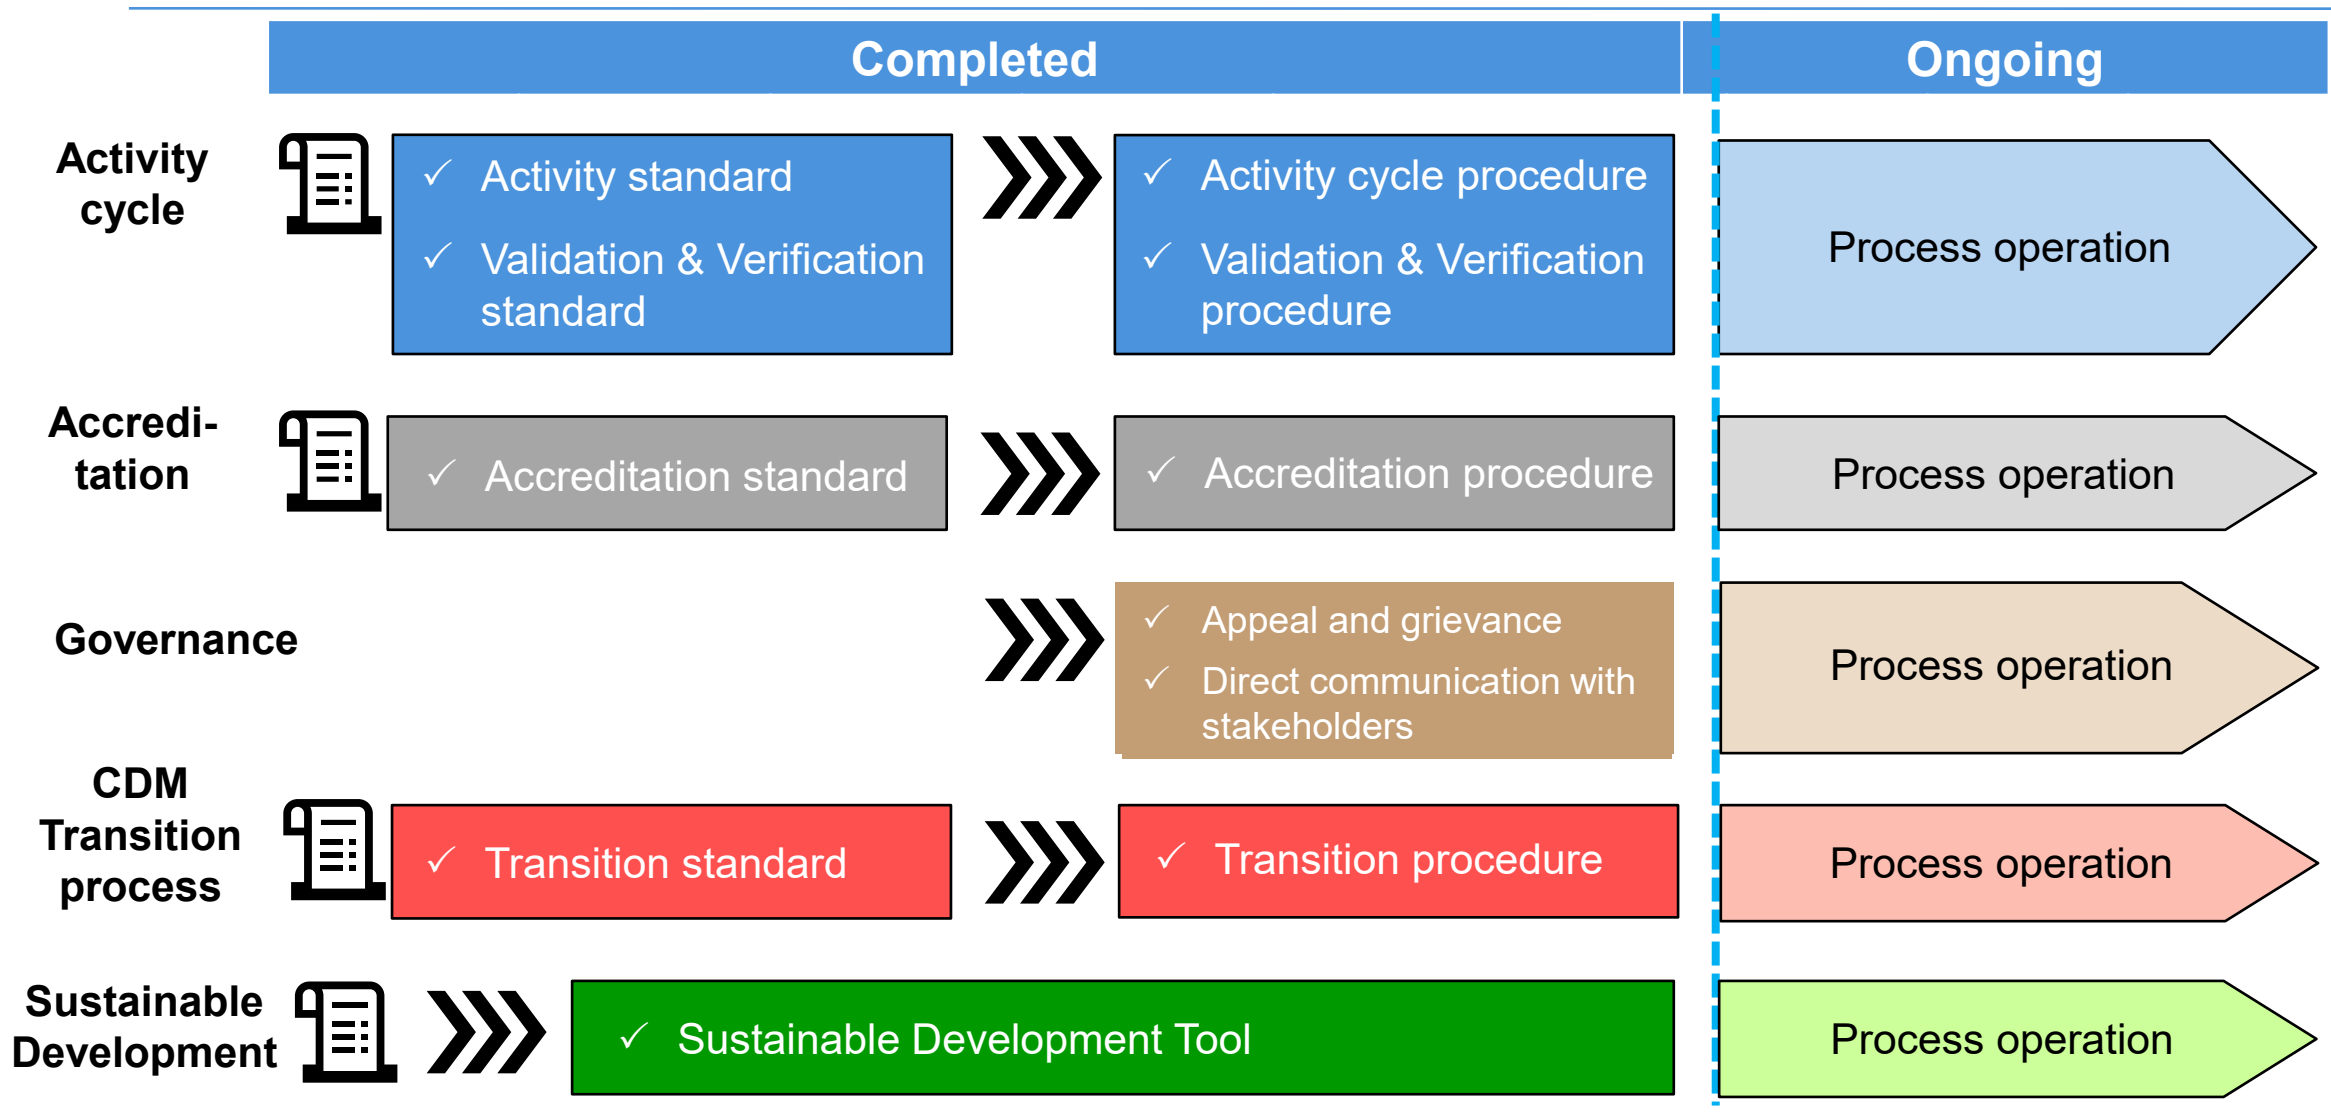 Completed
Ongoing
Activity
cycle
✓ Activity standard
✓ Validation & Verification
standard
✓ Activity cycle procedure
✓ Validation & Verification
procedure
Process operation
Accredi-
tation
✓ Accreditation standard
✓ Accreditation procedure
Process operation
Governance
✓ Appeal and grievance
✓ Direct communication with
stakeholders
Process operation
CDM
Transition
process
✓ Transition standard
✓ Transition procedure
Process operation
Sustainable
Development
✓ Sustainable Development Tool
Process operation